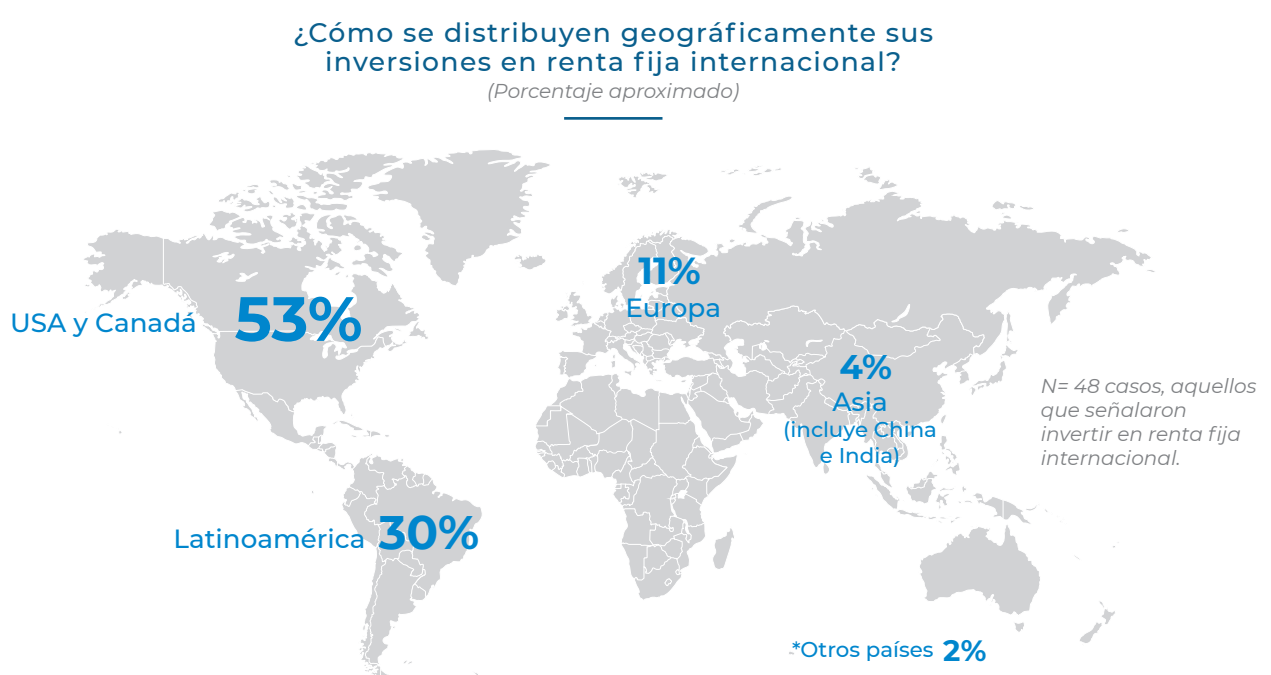 ¿Cómo se distribuyen geográficamente sus
inversiones en renta fija internacional?
(Porcentaje aproximado)
11%
Europa
USA y Canadá 53%
4%
Asia
(incluye China
e India)
N= 48 casos, aquellos
que señalaron
invertir en renta fija
internacional.
Latinoamérica 30%
*Otros países 2%